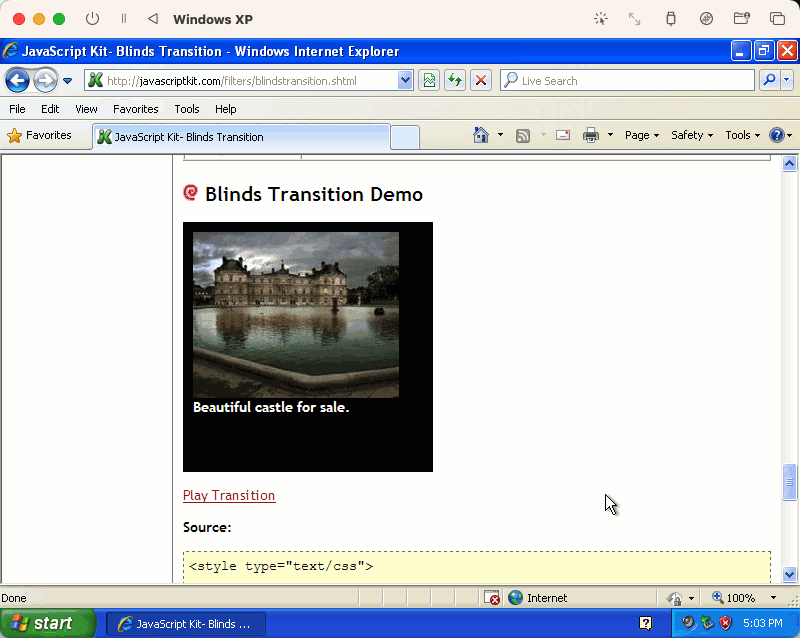 Windows XP
JavaScript Kit- Blinds Transition - Windows Internet Explorer
http://javascriptkit.com/filters/blindstransition.shtml
Live Search
File Edit View Favorites Tools Help
Favorites
JavaScript Kit- Blinds Transition
Page Safety Tools
Blinds Transition Demo
Beautiful castle for sale.
Play Transition
Source:
<style type="text/css">
Done
Internet
100%
start
JavaScript Kit- Blinds ...
5:03 PM